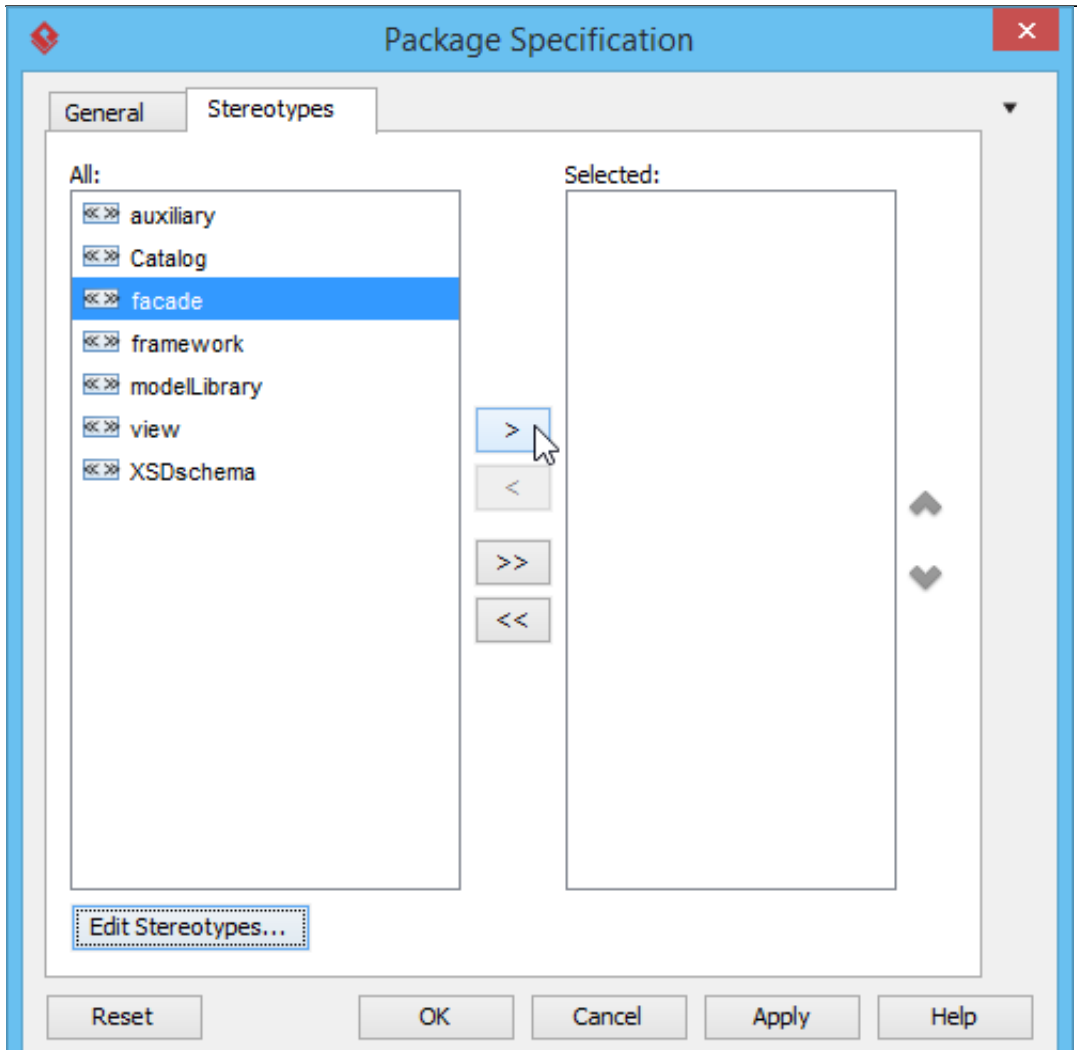 Package Specification
General
Stereotypes
All:
Selected:
«» auxiliary
«» Catalog
«» facade
«» framework
«» modelLibrary
«» view
«» XSDschema
>
<
>>
<<
Edit Stereotypes...
Reset
OK
Cancel
Apply
Help